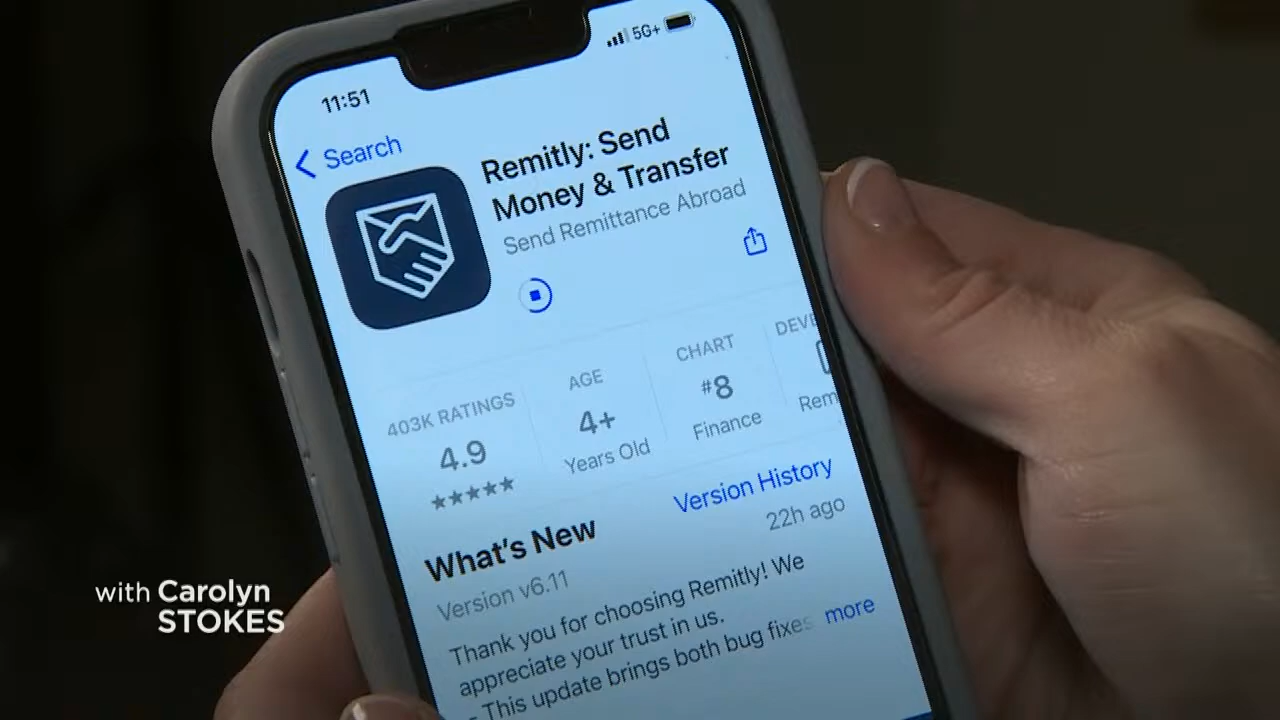 11:51
5G+
Search
Remitly: Send
Money & Transfer
Send Remittance Abroad
403K RATINGS
4.9
AGE
4+
Years Old
CHART
#8
Finance
DEVE
Rem
What's New
Version History
Version v6.11
22h ago
Thank you for choosing Remitly! We
appreciate your trust in us.
- This update brings both bug fixes
more
with Carolyn
STOKES